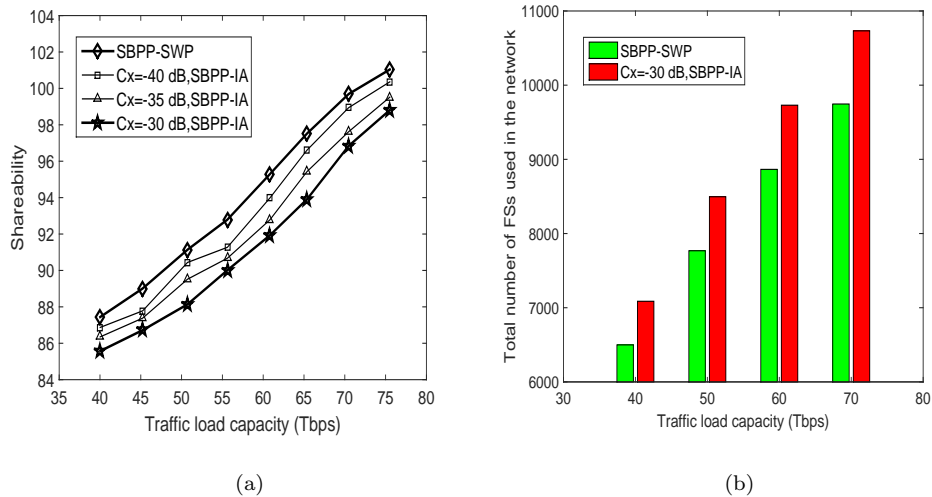 104
102
100
98
96
94
92
90
88
86
84
Shareability
SBPP-SWP
Cx=-40 dB,SBPP-IA
Cx=-35 dB,SBPP-IA
Cx=-30 dB,SBPP-IA
35 40 45 50 55 60 65 70 75 80
Traffic load capacity (Tbps)
(a)
11000
10000
9000
8000
7000
6000
Total number of FSs used in the network
SBPP-SWP
Cx=-30 dB,SBPP-IA
30 40 50 60 70 80
Traffic load capacity (Tbps)
(b)